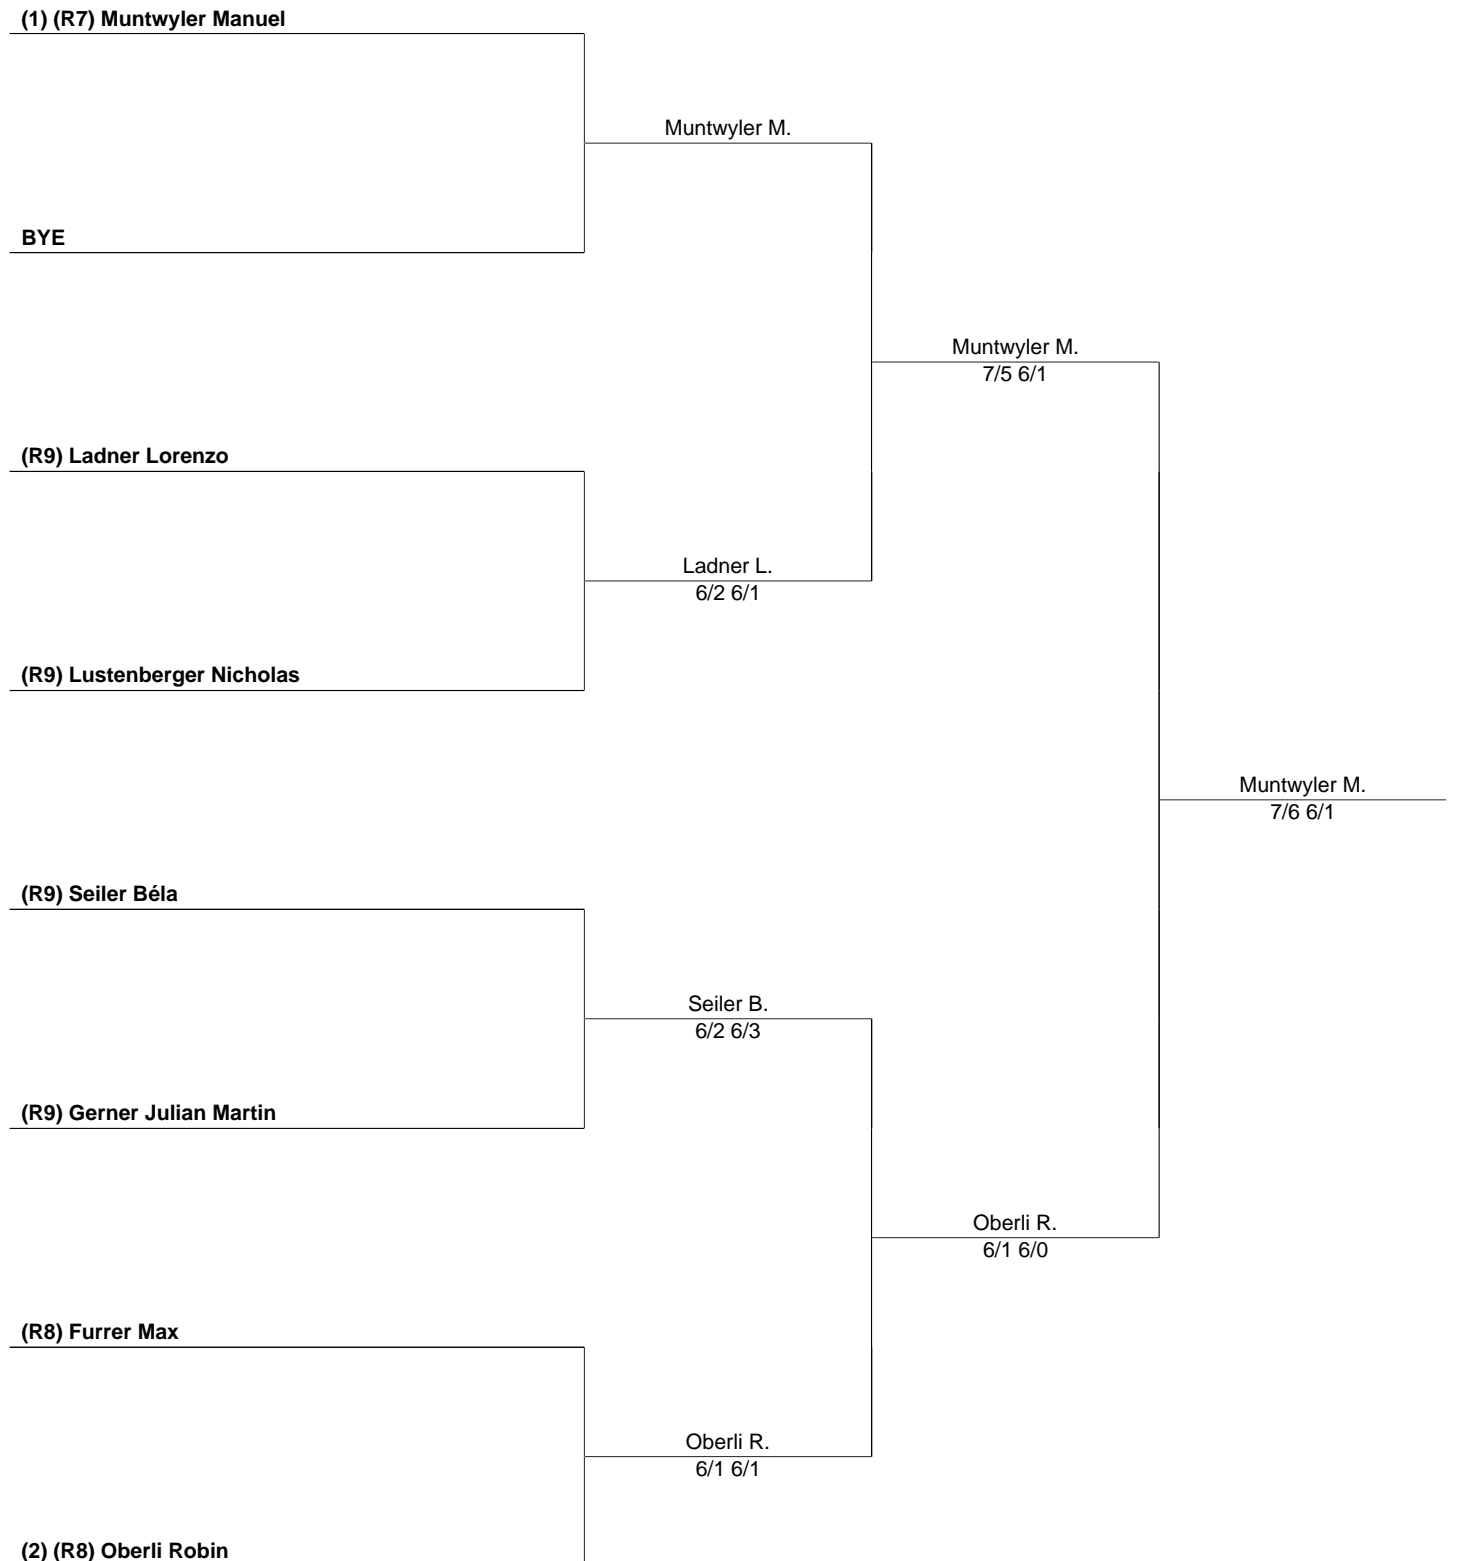 (1) (R7) Muntwyler Manuel
Muntwyler M.
BYE
Muntwyler M.
7/5 6/1
(R9) Ladner Lorenzo
Ladner L.
6/2 6/1
(R9) Lustenberger Nicholas
Muntwyler M.
7/6 6/1
(R9) Seiler Béla
Seiler B.
6/2 6/3
(R9) Gerner Julian Martin
Oberli R.
6/1 6/0
(R8) Furrer Max
Oberli R.
6/1 6/1
(2) (R8) Oberli Robin